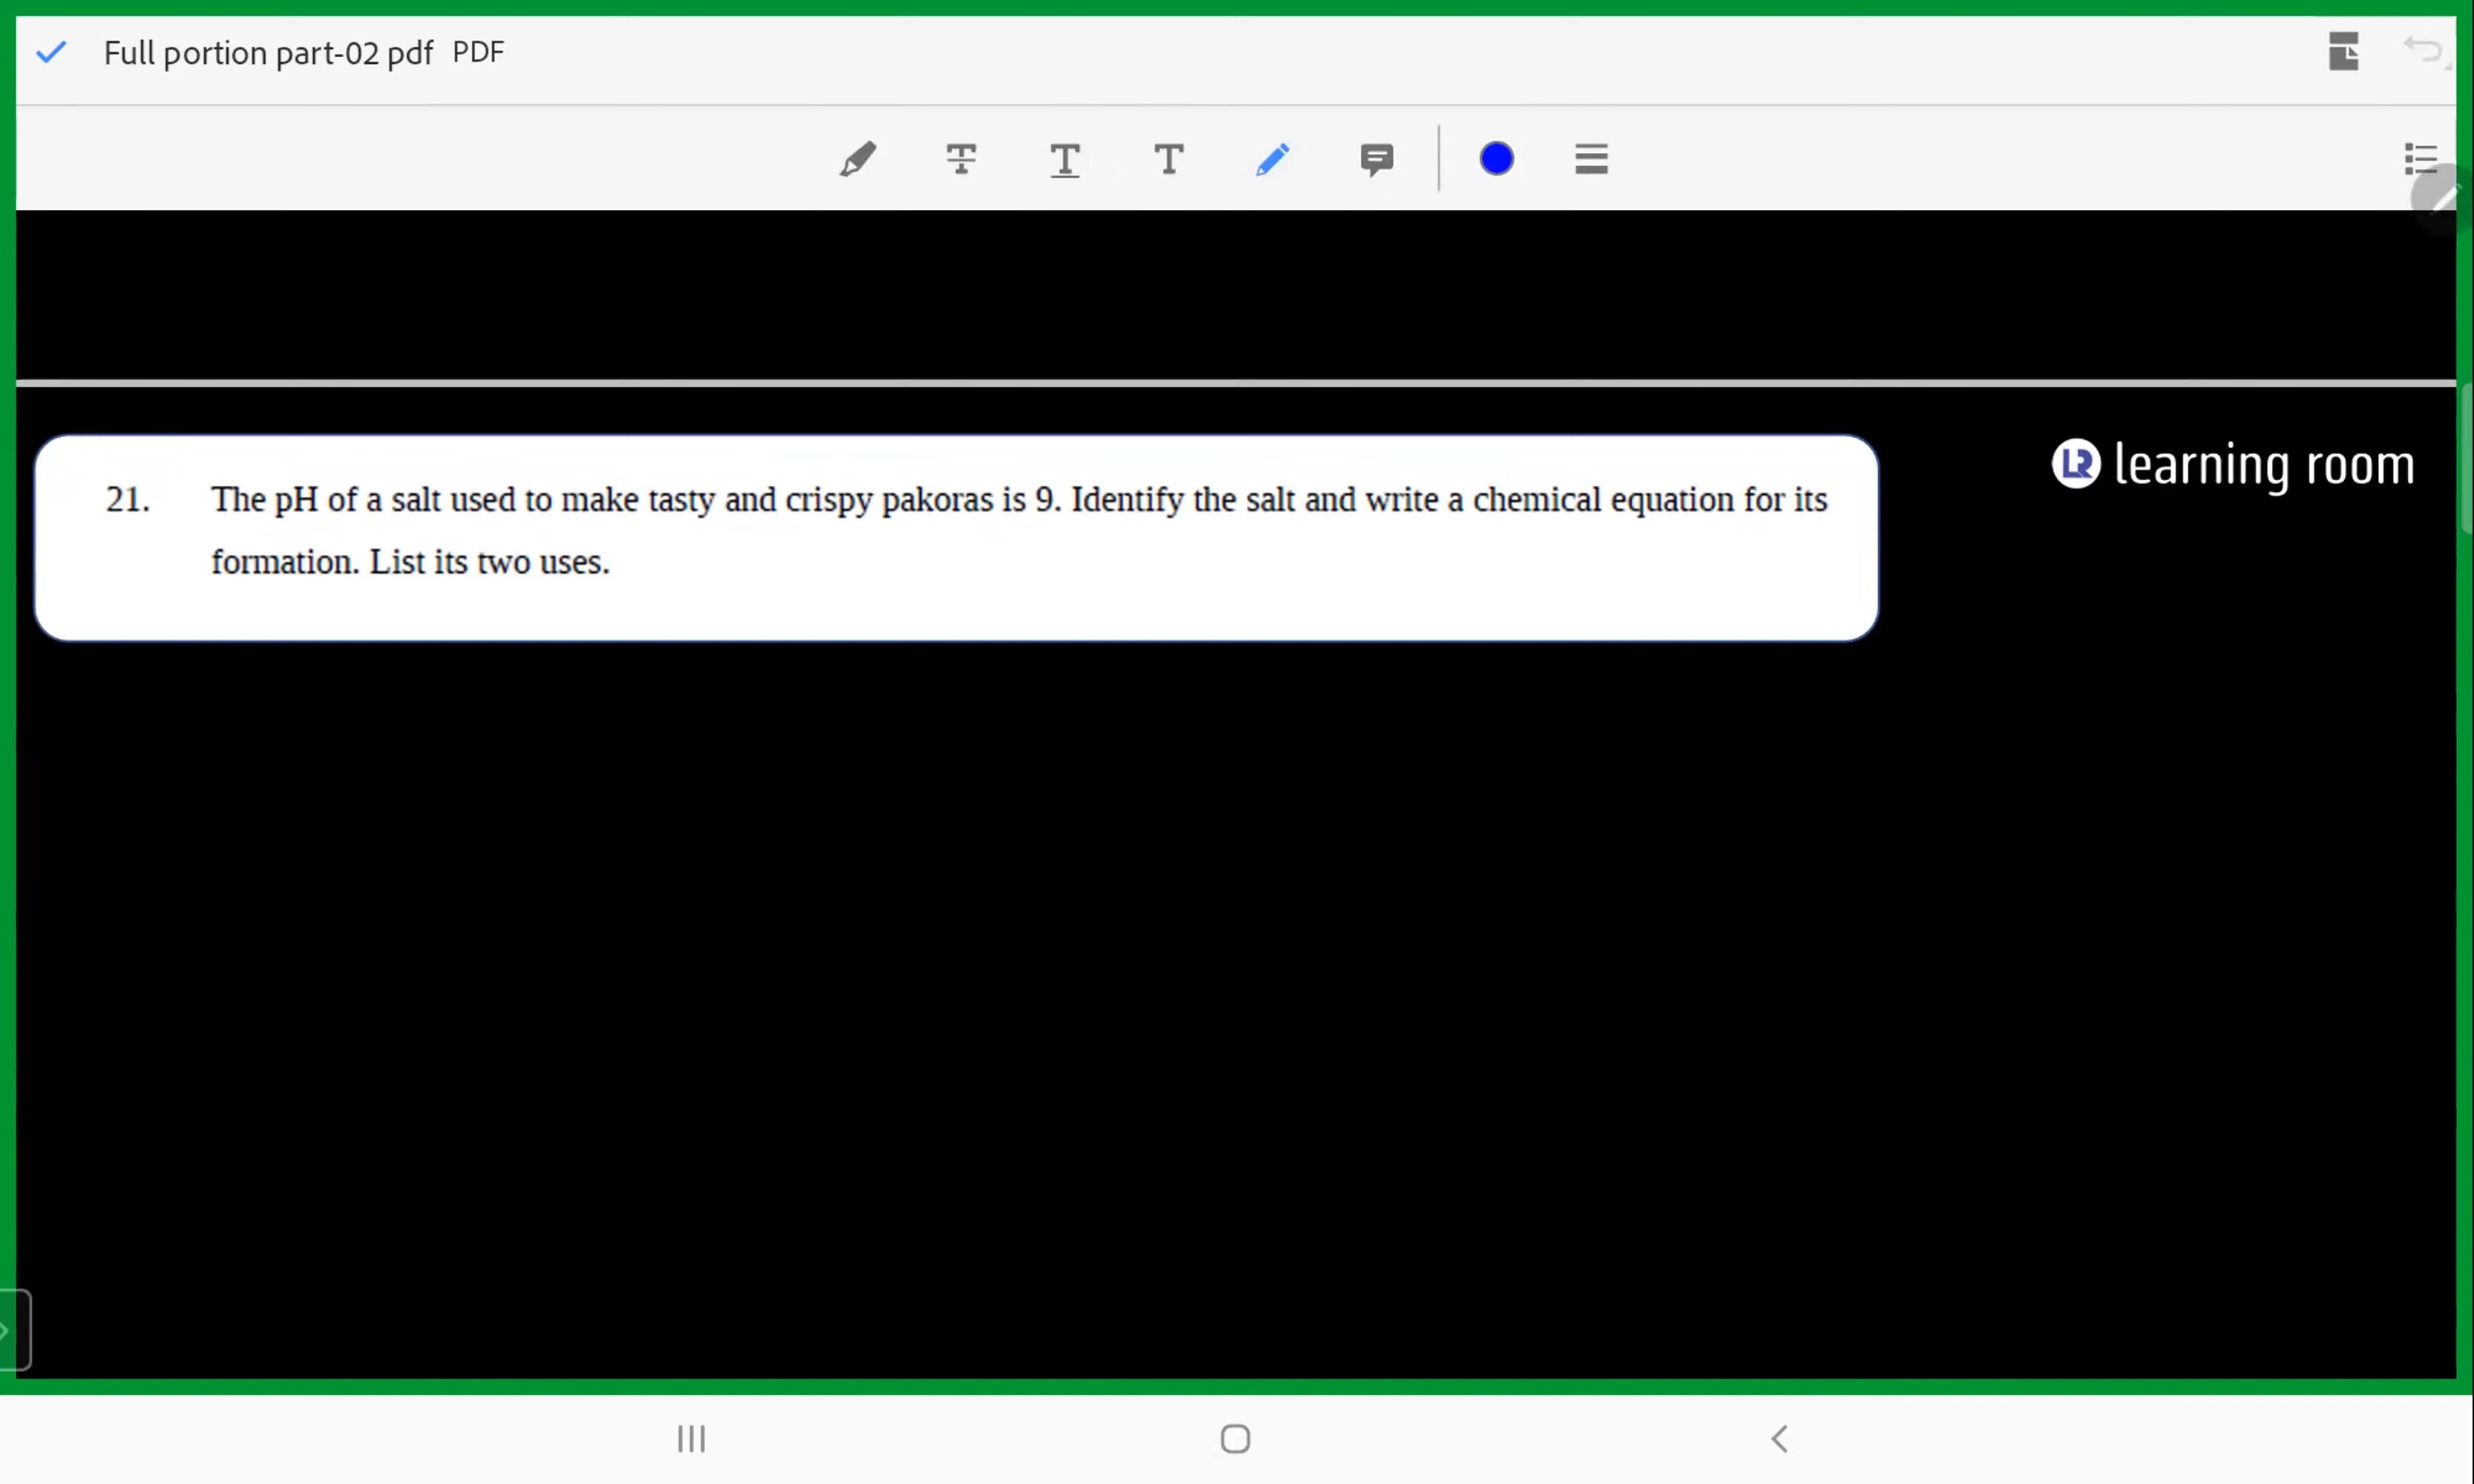 Full portion part-02 pdf PDF
learning room
21. The pH of a salt used to make tasty and crispy pakoras is 9. Identify the salt and write a chemical equation for its
formation. List its two uses.